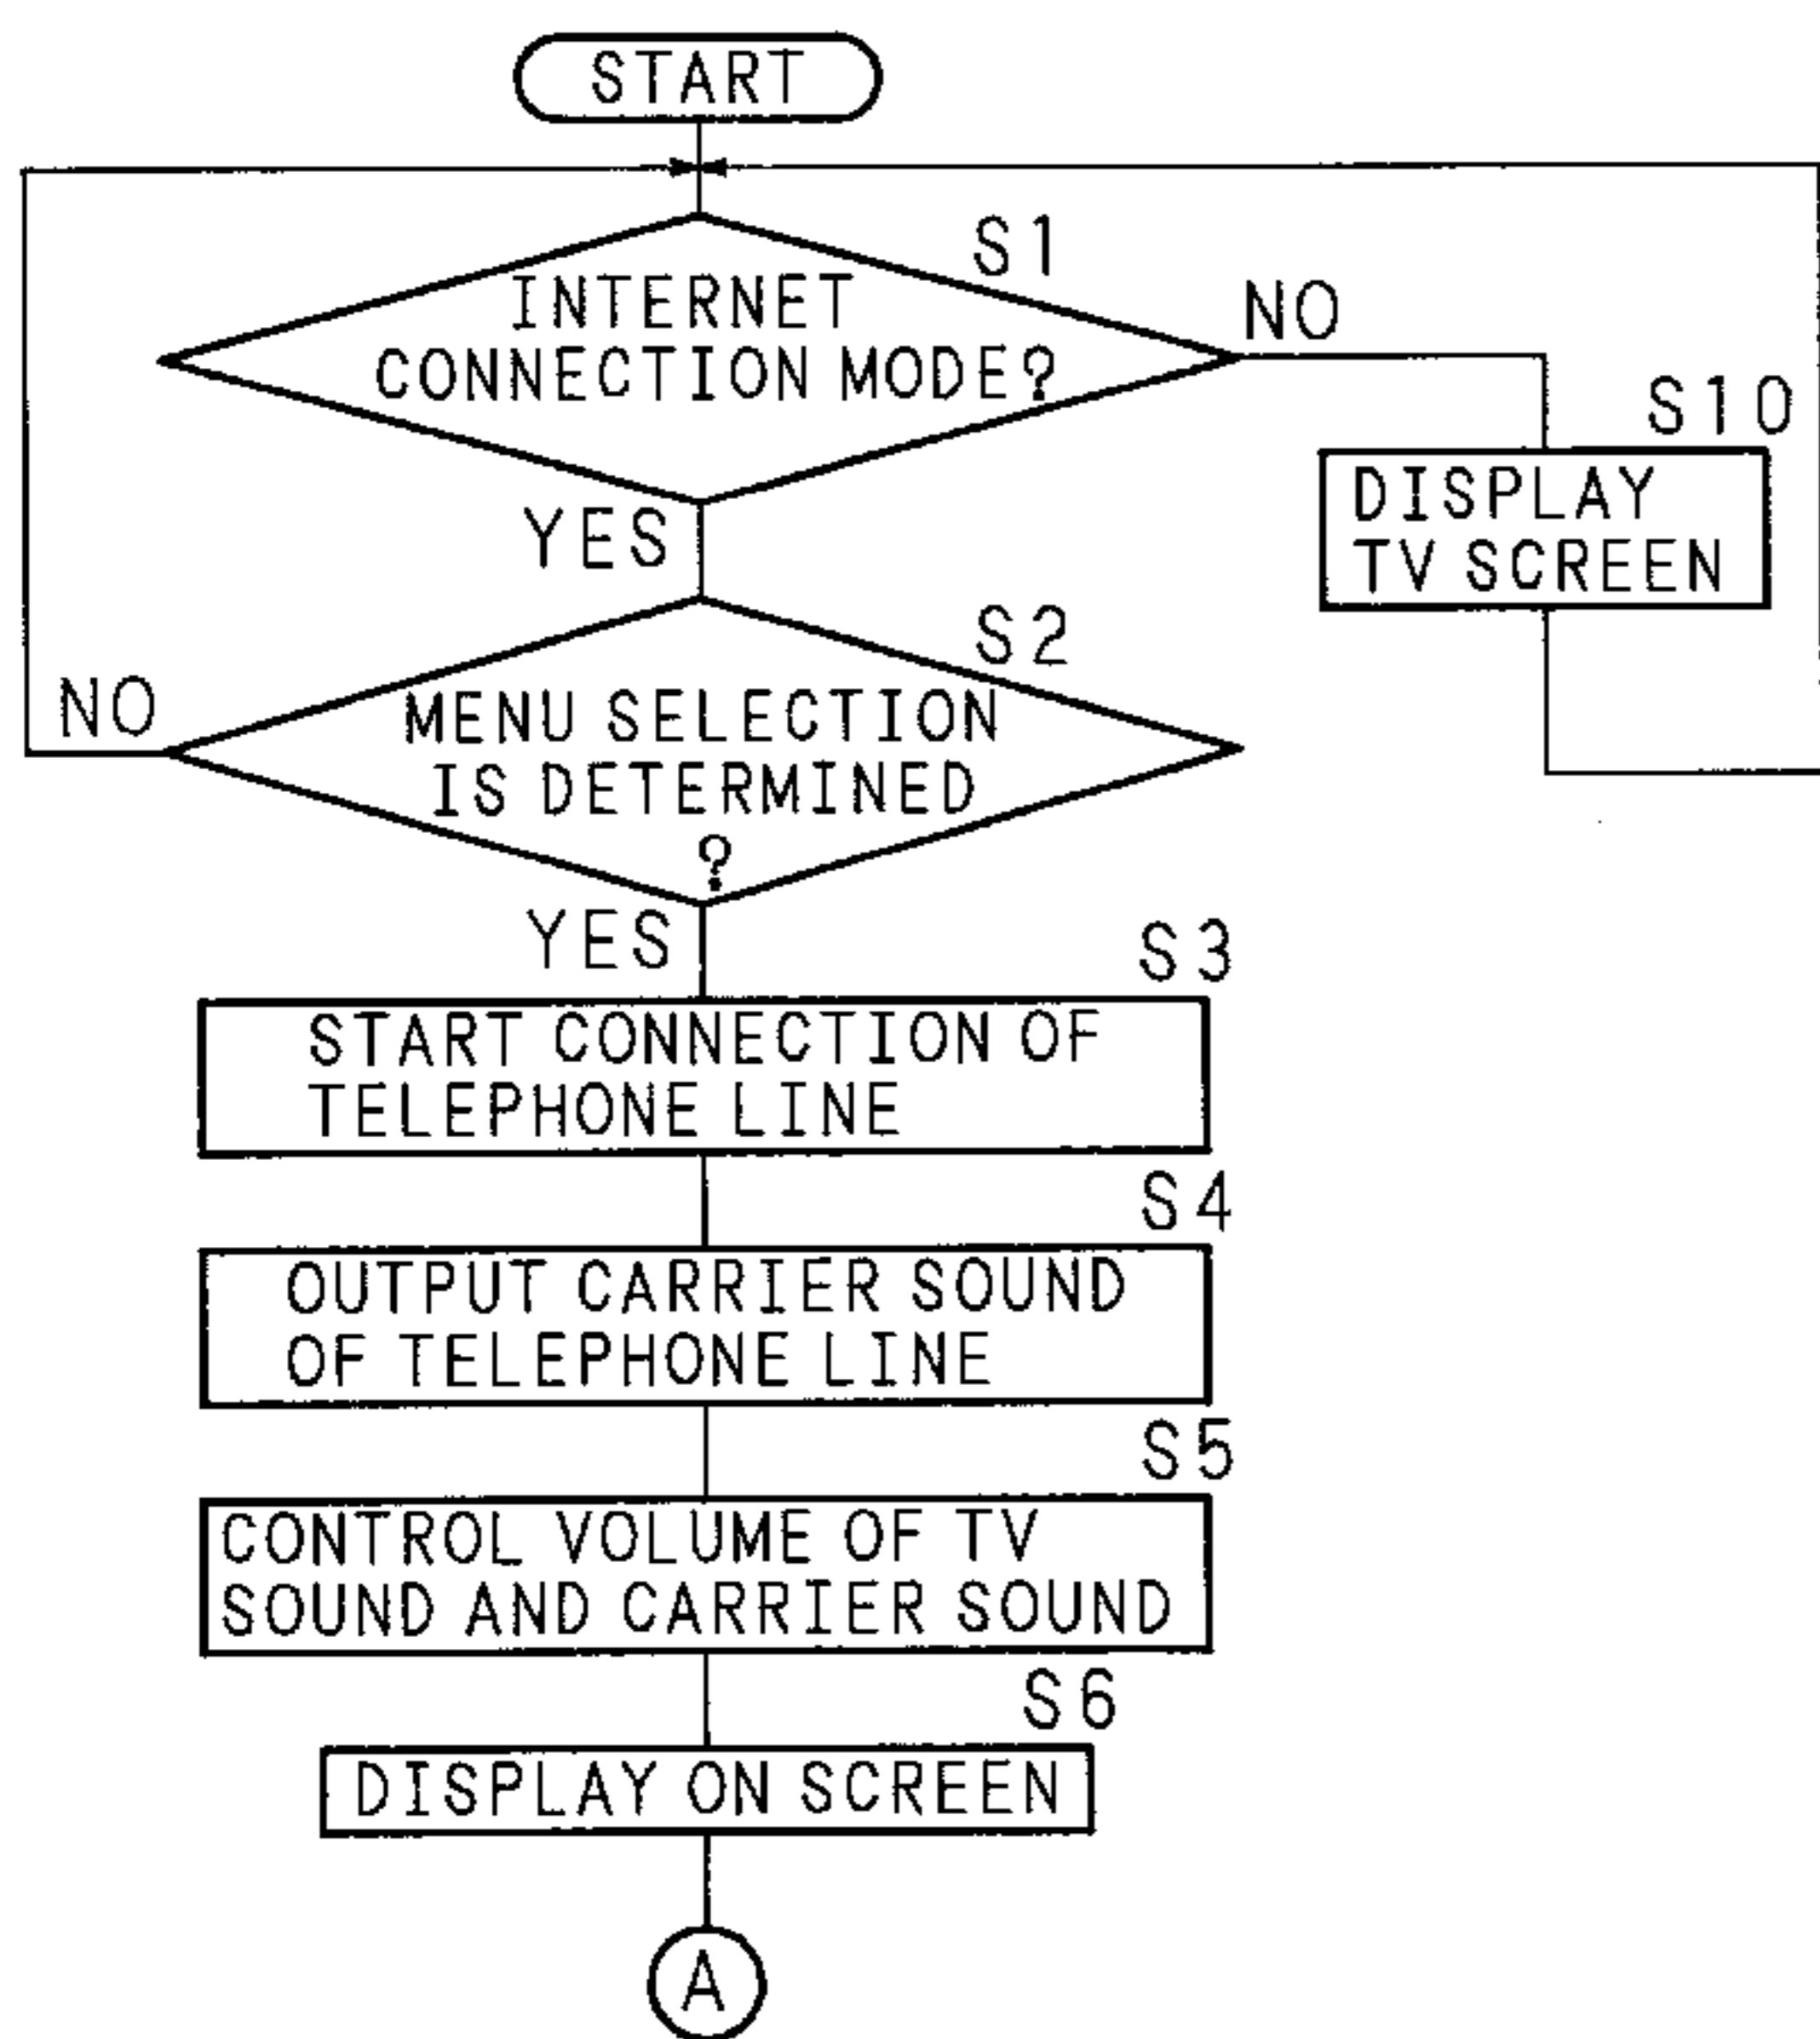 START
S1
INTERNET
CONNECTION MODE?
NO
S10
DISPLAY
TV SCREEN
YES
S2
NO
MENU SELECTION
IS DETERMINED
?
YES
S3
START CONNECTION OF
TELEPHONE LINE
S4
OUTPUT CARRIER SOUND
OF TELEPHONE LINE
S5
CONTROL VOLUME OF TV
SOUND AND CARRIER SOUND
S6
DISPLAY ON SCREEN
A